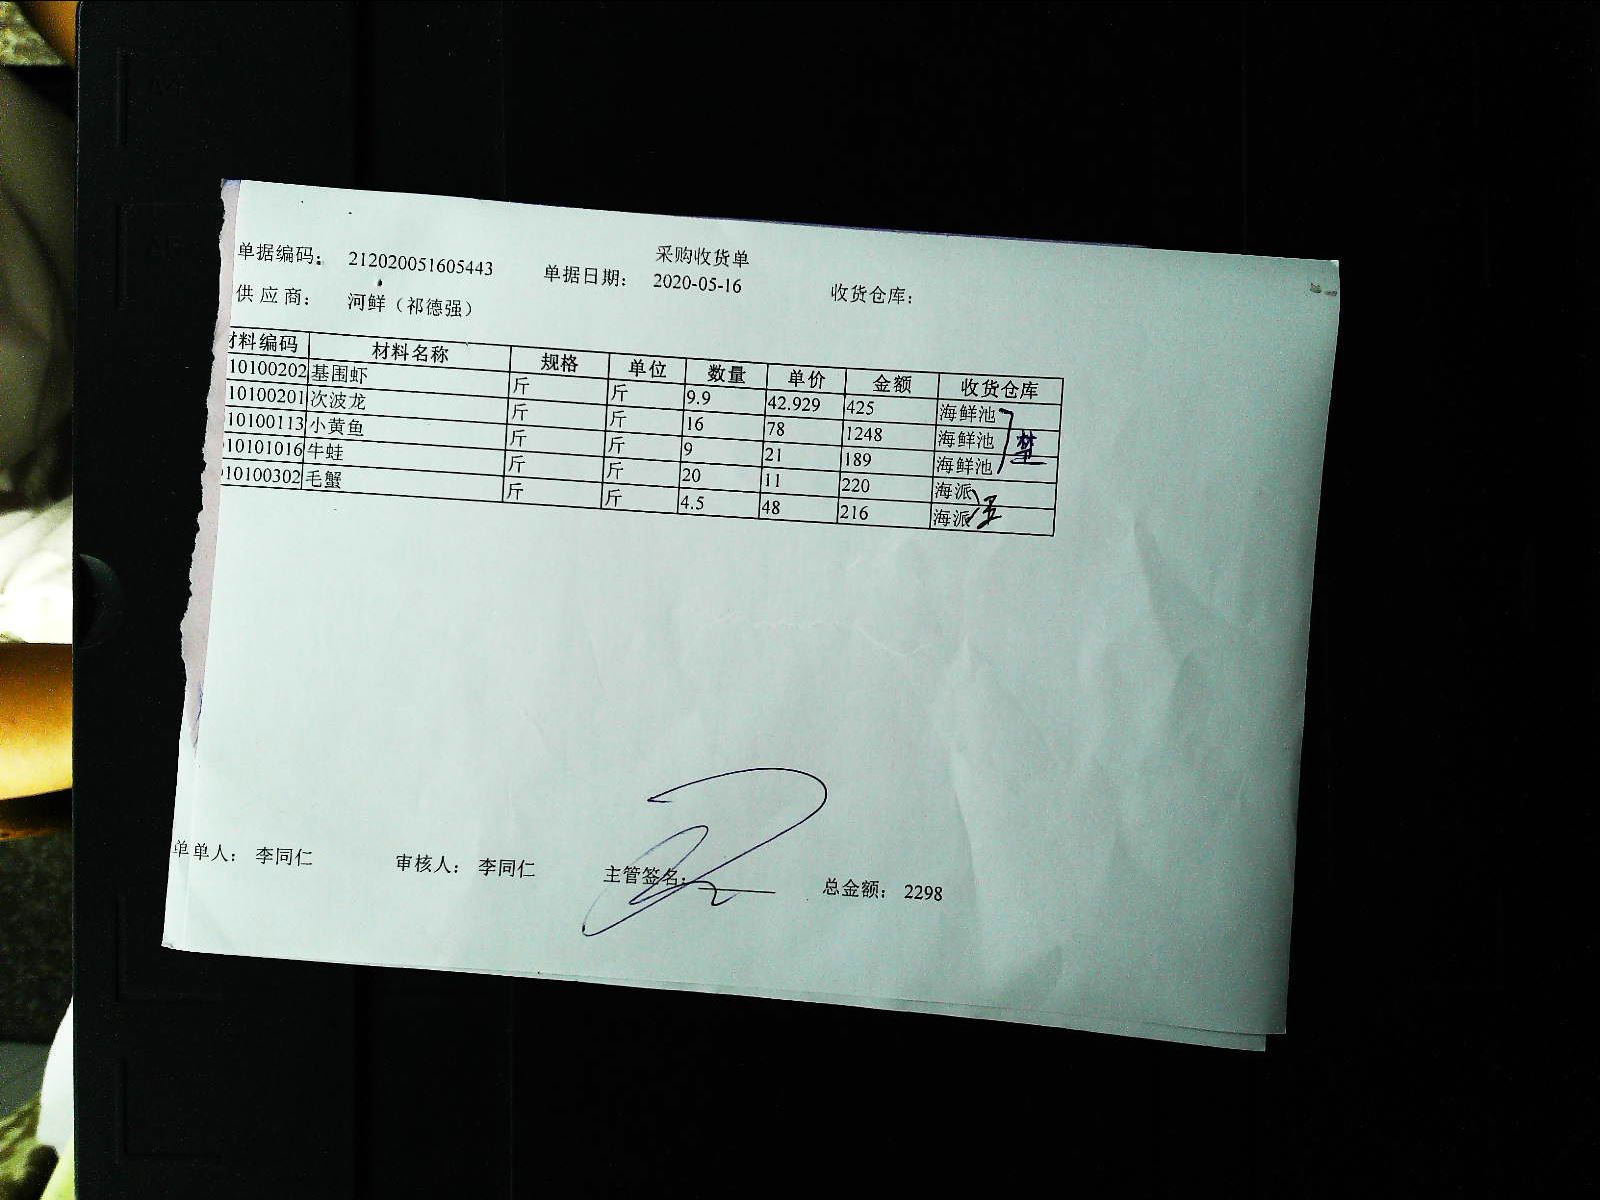 采购收货单
单据编码： 212020051605443 单据日期： 2020-05-16 收货仓库：
供应商： 河鲜（祁德强）
材料编码 材料名称 规格 单位 数量 单价 金额 收货仓库
10100202 基围虾 斤 斤 9.9 42.929 425 海鲜池
10100201 次波龙 斤 斤 16 78 1248 海鲜池
10100113 小黄鱼 斤 斤 9 21 189 海鲜池
10101016 牛蛙 斤 斤 20 11 220 海派
10100302 毛蟹 斤 斤 4.5 48 216 海派
单单人： 李同仁 审核人： 李同仁 主管签名： 总金额： 2298